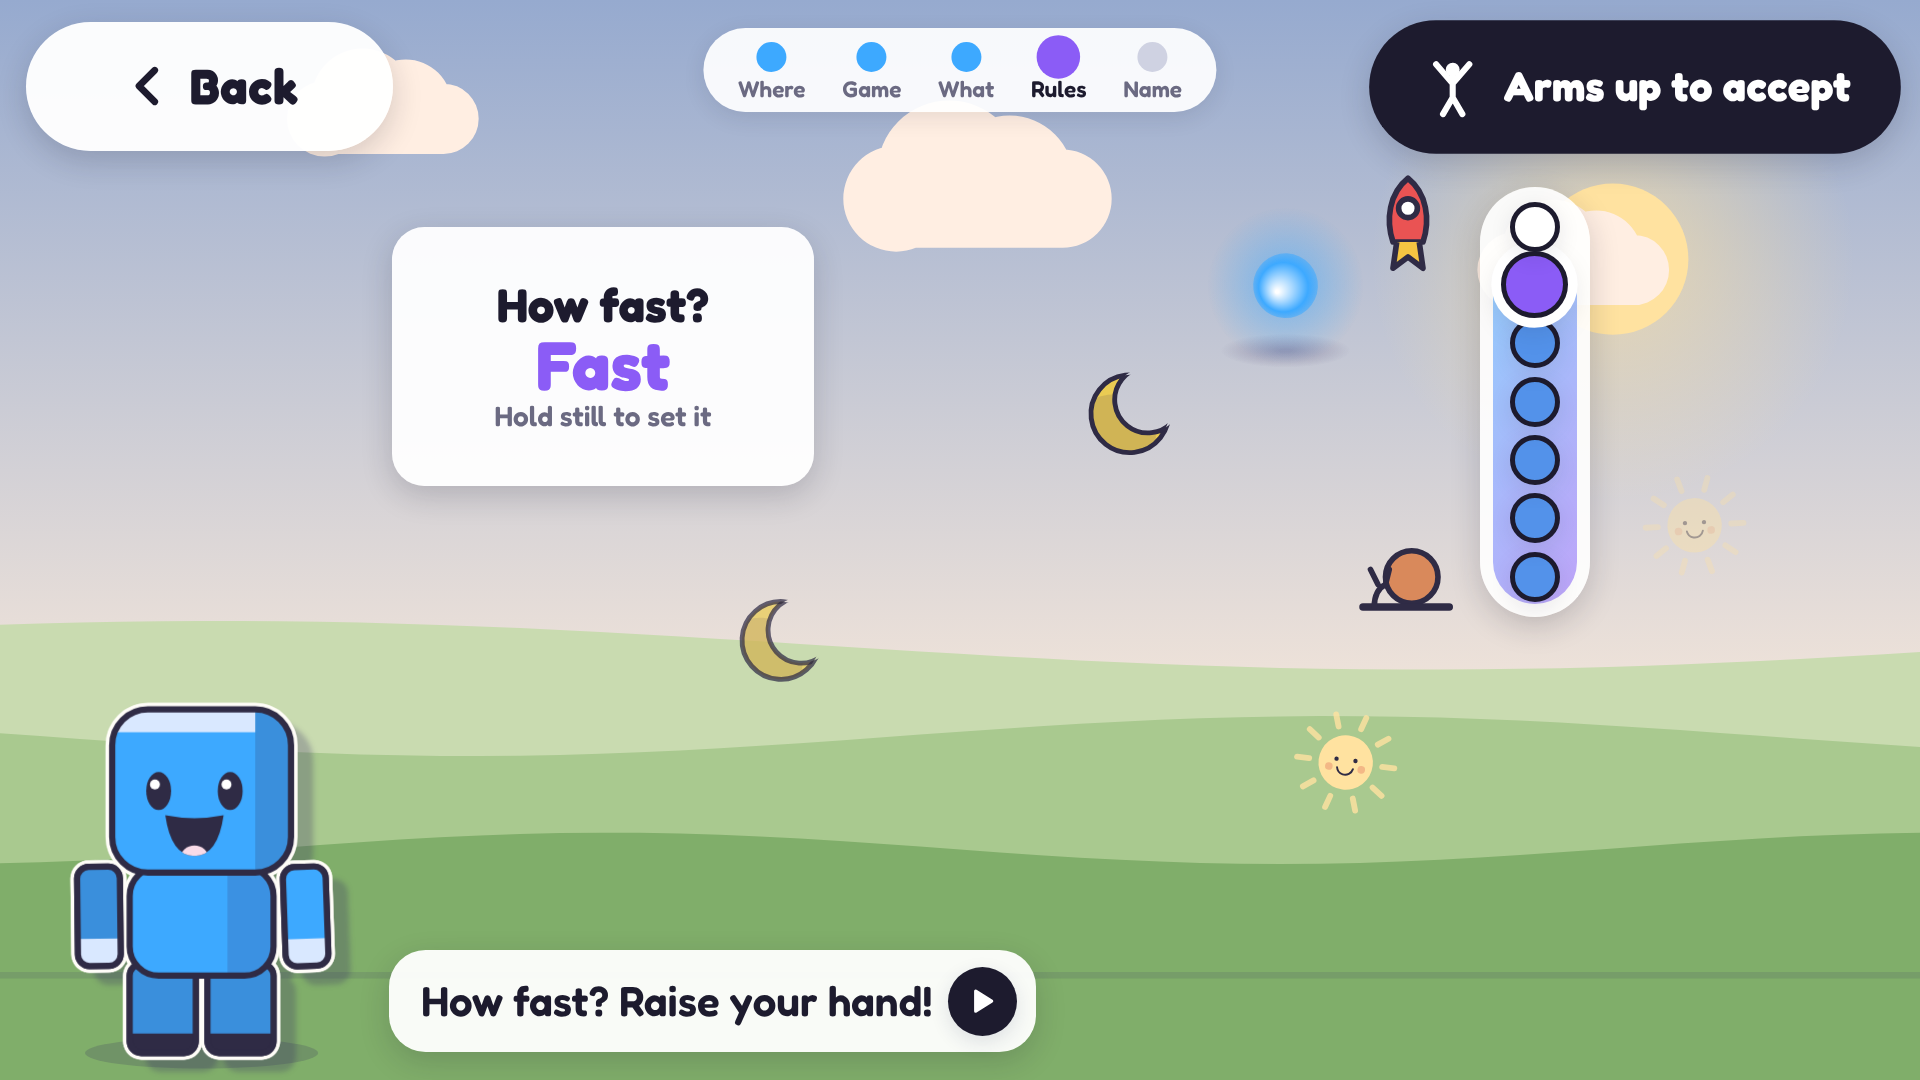 Back
Where
Game
What
Rules
Name
Arms up to accept
How fast?
Fast
Hold still to set it
How fast? Raise your hand!